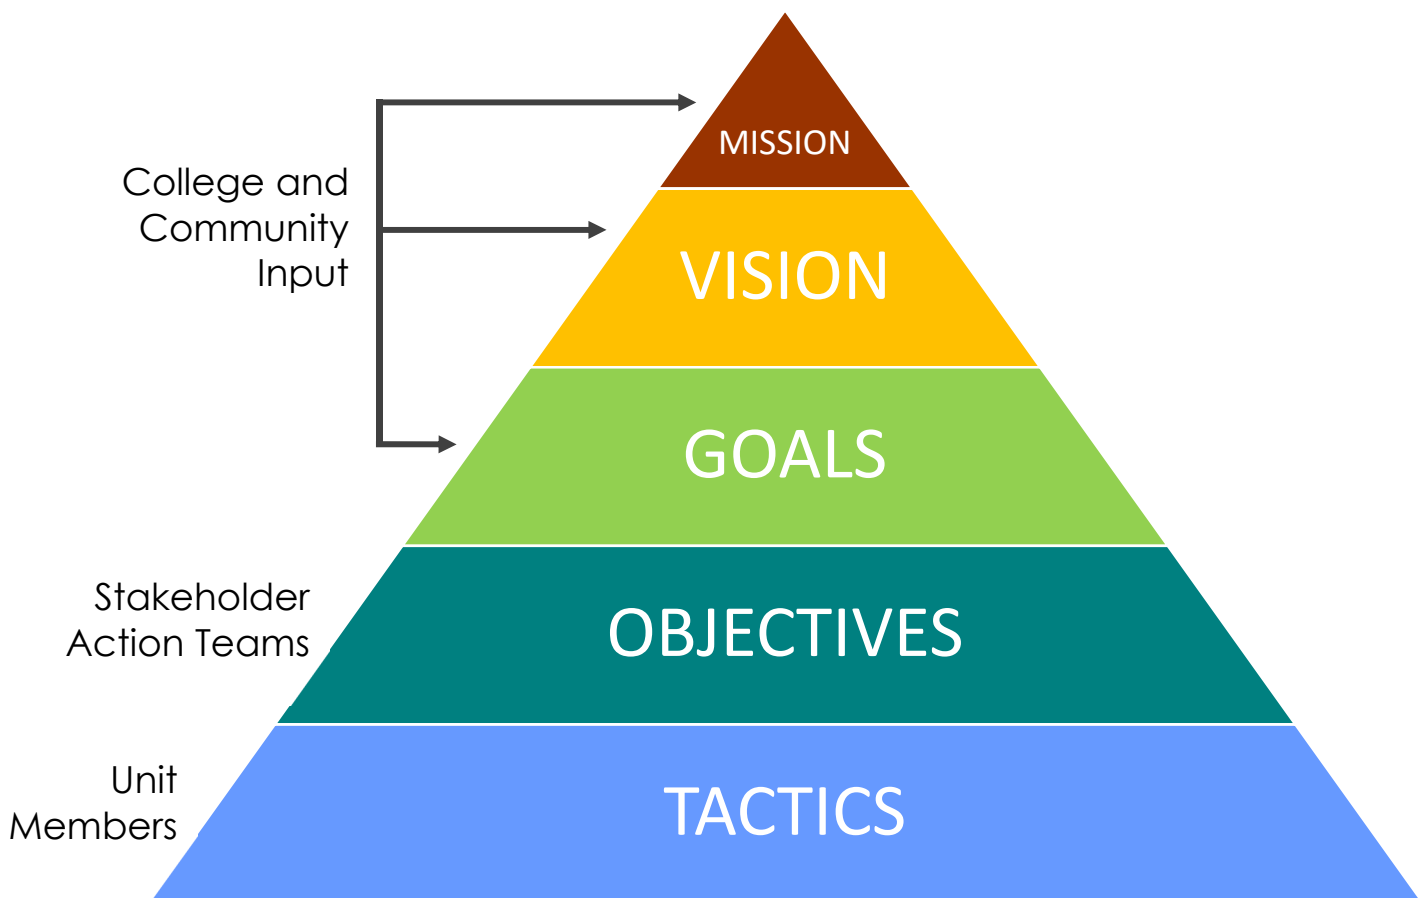 MISSION
College and
Community
Input
VISION
GOALS
Stakeholder
Action Teams
OBJECTIVES
Unit
Members
TACTICS